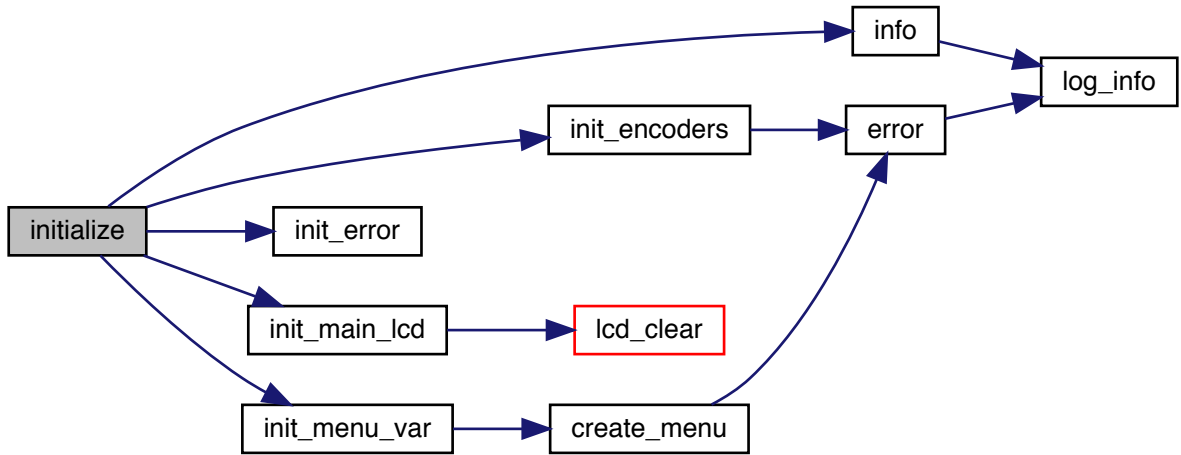 info
log_info
init_encoders
error
initialize
init_error
init_main_lcd
lcd_clear
init_menu_var
create_menu